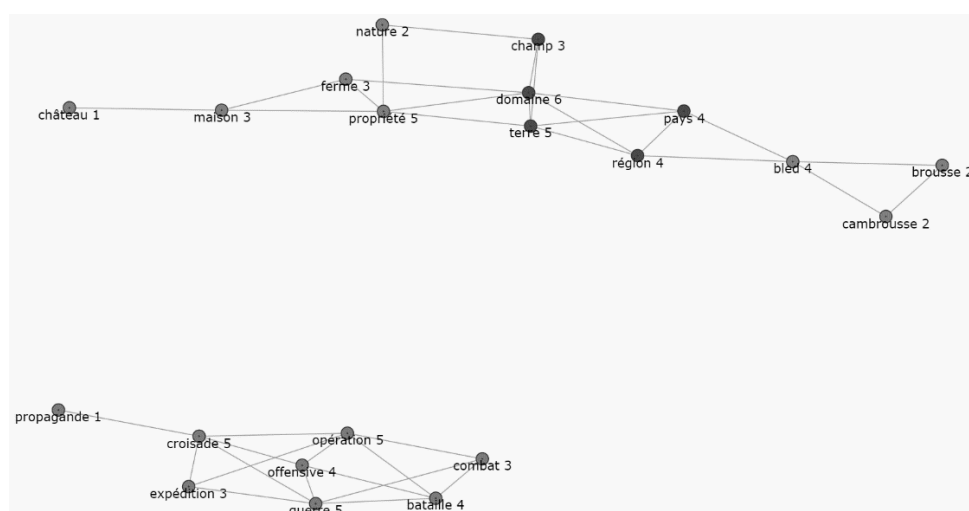 nature 2
champ 3
ferme 3
domaine 6
château 1
maison 3
propriété 5
terre 5
pays 4
région 4
bled 4
brousse 2
cambrousse 2
propagande 1
croisade 5
opération 5
offensive 4
combat 3
expédition 3
bataille 4
guerre 5